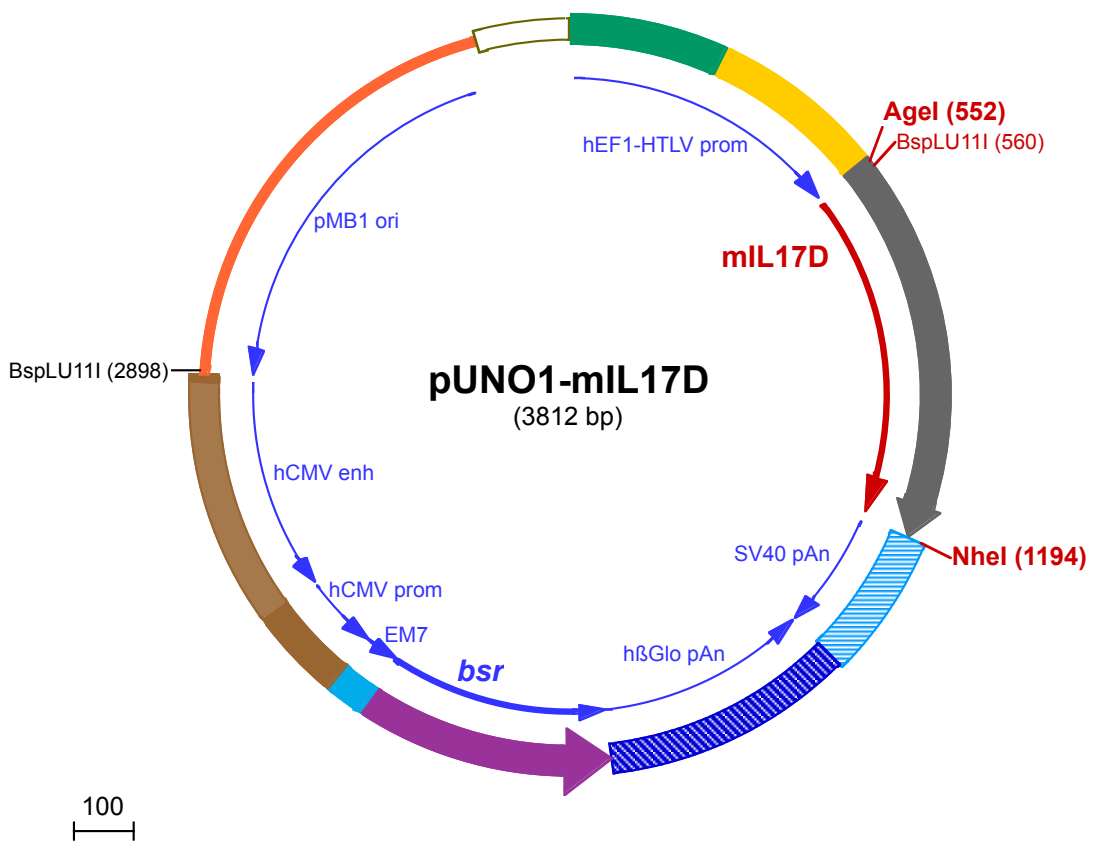 AgeI (552)
BspLU11I (560)
hEF1-HTLV prom
pMB1 ori
mIL17D
BspLU11I (2898)
pUNO1-mIL17D
(3812 bp)
hCMV enh
SV40 pAn
NheI (1194)
hCMV prom
EM7
hßGlo pAn
bsr
100